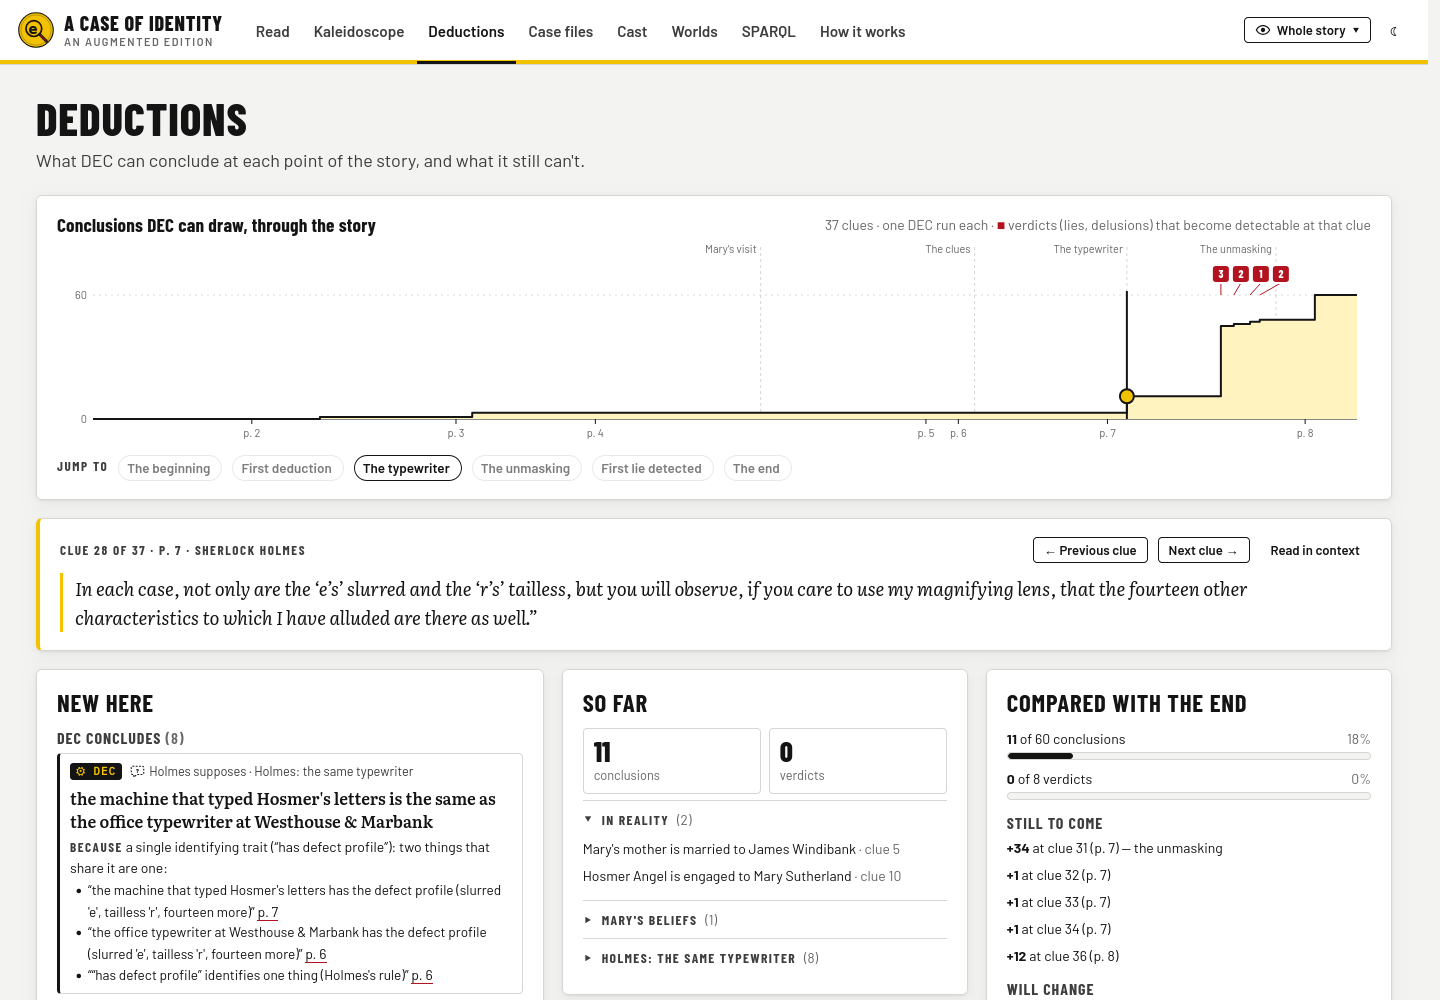 A CASE OF IDENTITY
AN AUGMENTED EDITION
Read Kaleidoscope Deductions Case files Cast Worlds SPARQL How it works
Whole story ▾
DEDUCTIONS
What DEC can conclude at each point of the story, and what it still can't.
Conclusions DEC can draw, through the story
37 clues · one DEC run each · ■ verdicts (lies, delusions) that become detectable at that clue
Mary's visit The clues The typewriter The unmasking
3 2 1 2
60
0
p. 2 p. 3 p. 4 p. 5 p. 6 p. 7 p. 8
JUMP TO The beginning First deduction The typewriter The unmasking First lie detected The end
CLUE 28 OF 37 · P. 7 · SHERLOCK HOLMES
← Previous clue Next clue → Read in context
In each case, not only are the ‘e’s’ slurred and the ‘r’s’ tailless, but you will observe, if you care to use my magnifying lens, that the fourteen other
characteristics to which I have alluded are there as well.”
NEW HERE
DEC CONCLUDES (8)
DEC Holmes supposes · Holmes: the same typewriter
the machine that typed Hosmer's letters is the same as
the office typewriter at Westhouse & Marbank
BECAUSE a single identifying trait (“has defect profile”): two things that
share it are one:
• “the machine that typed Hosmer's letters has the defect profile (slurred
'e', tailless 'r', fourteen more)” p. 7
• “the office typewriter at Westhouse & Marbank has the defect profile
(slurred 'e', tailless 'r', fourteen more)” p. 6
• ““has defect profile” identifies one thing (Holmes's rule)” p. 6
SO FAR
11
conclusions
0
verdicts
▾ IN REALITY (2)
Mary's mother is married to James Windibank · clue 5
Hosmer Angel is engaged to Mary Sutherland · clue 10
▸ MARY'S BELIEFS (1)
▸ HOLMES: THE SAME TYPEWRITER (8)
COMPARED WITH THE END
11 of 60 conclusions 18%
0 of 8 verdicts 0%
STILL TO COME
+34 at clue 31 (p. 7) — the unmasking
+1 at clue 32 (p. 7)
+1 at clue 33 (p. 7)
+1 at clue 34 (p. 7)
+12 at clue 36 (p. 8)
WILL CHANGE